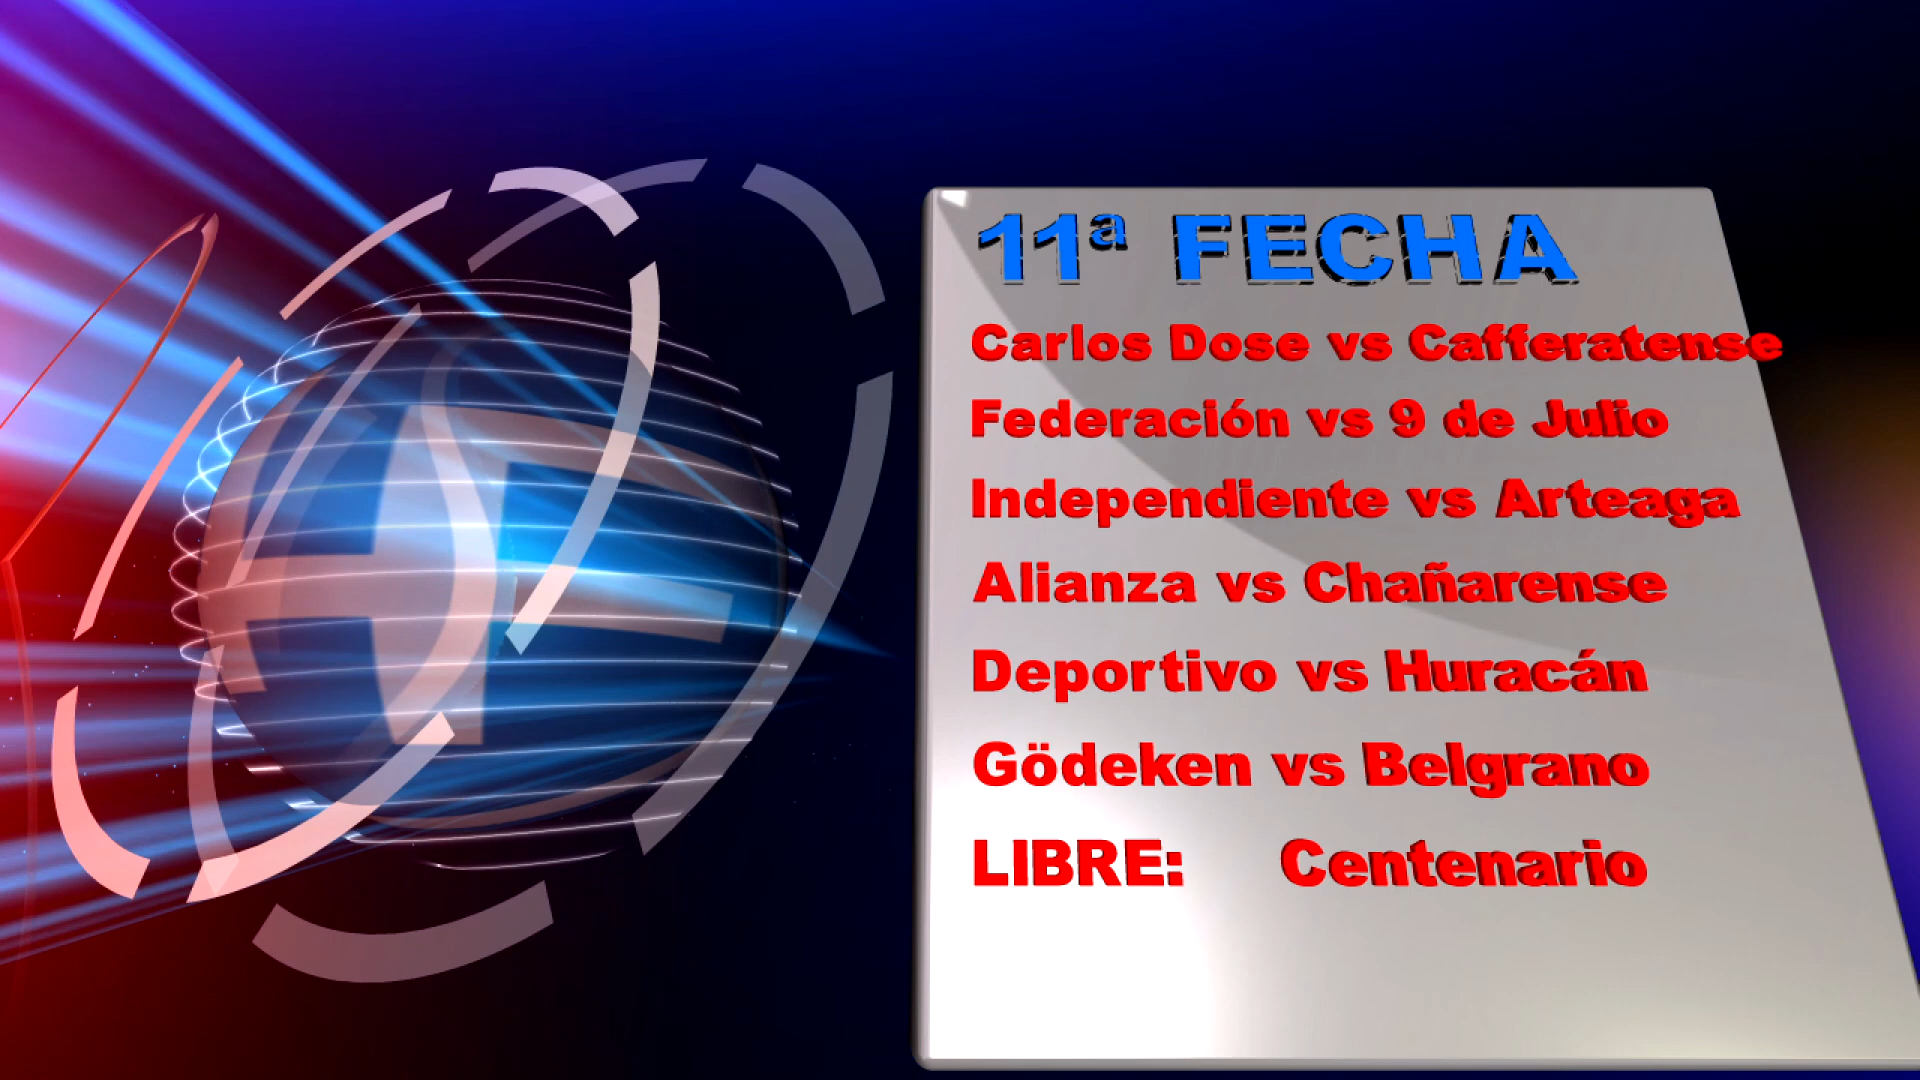 11ª FECHA
Carlos Dose vs Cafferatense
Federación vs 9 de Julio
Independiente vs Arteaga
Alianza vs Chañarense
Deportivo vs Huracán
Gödeken vs Belgrano
LIBRE: Centenario